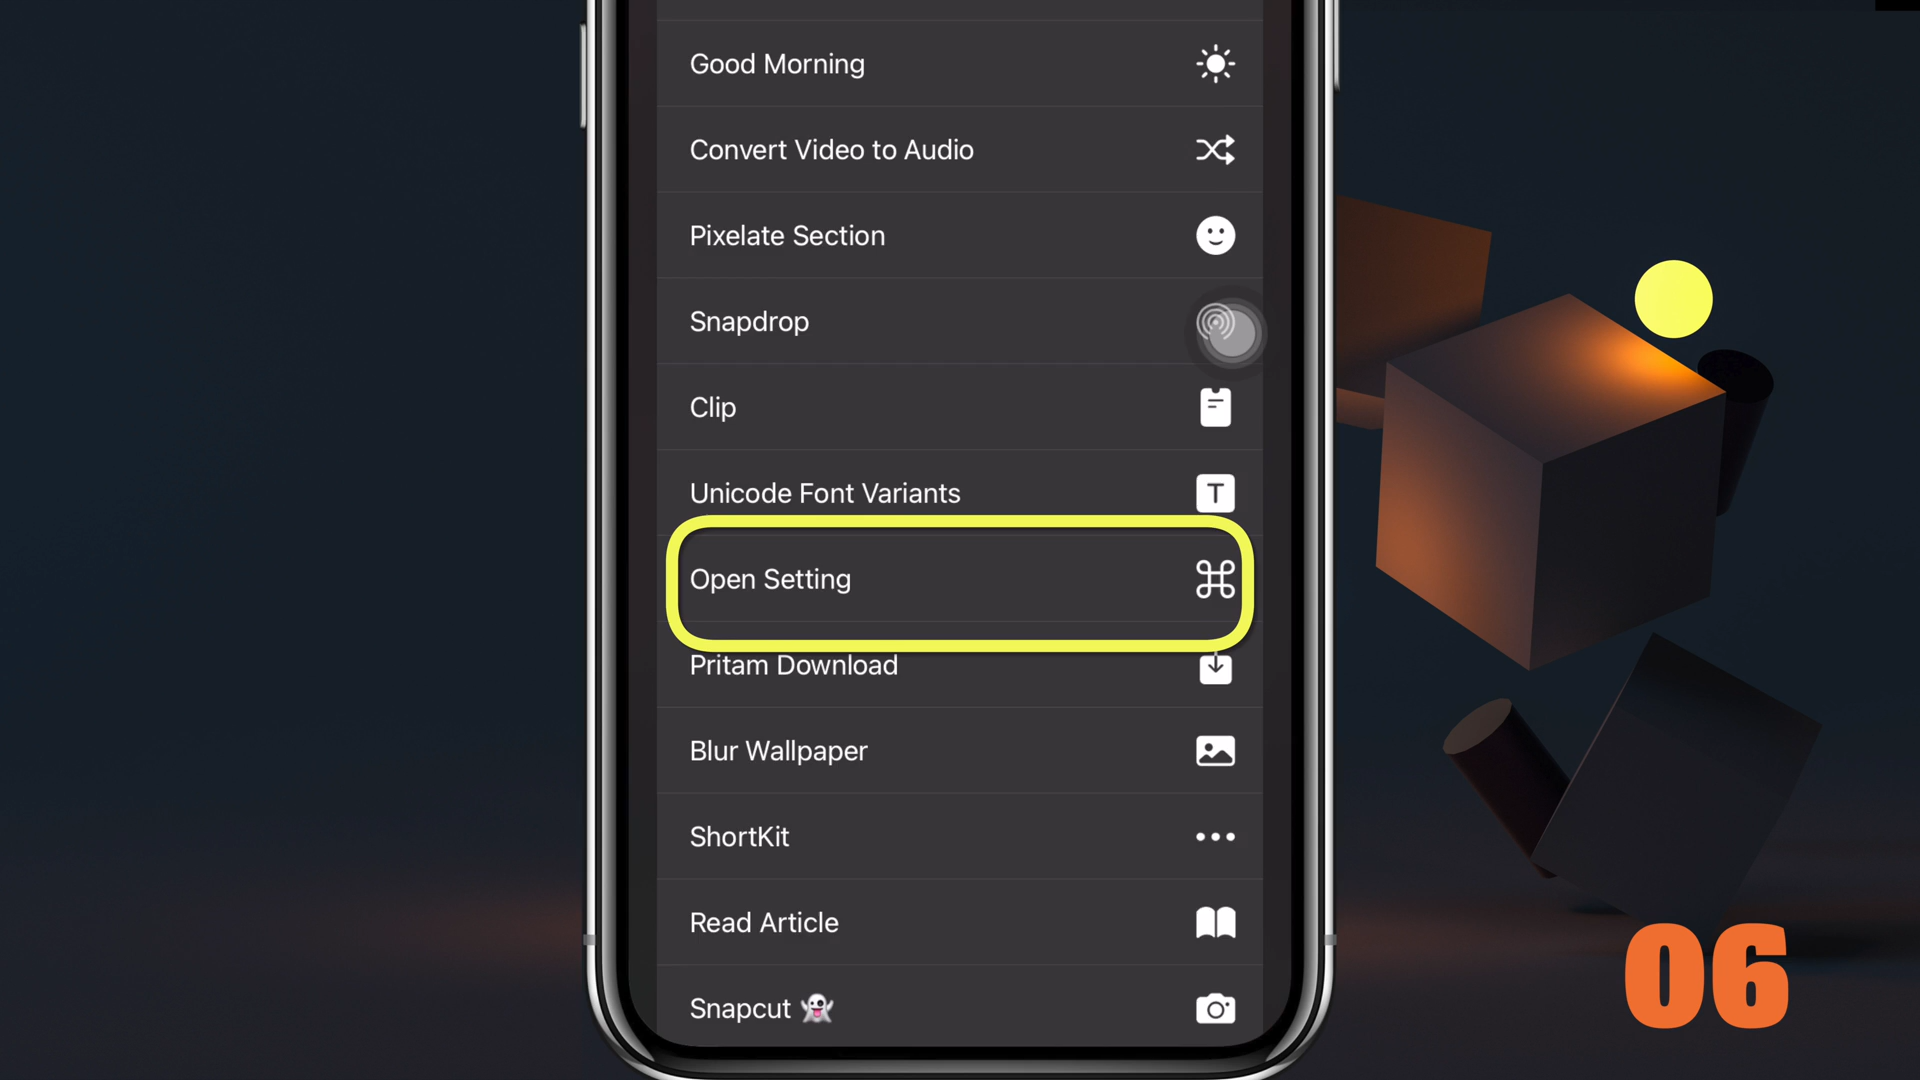 Good Morning
Convert Video to Audio
Pixelate Section
Snapdrop
Clip
Unicode Font Variants
T
Open Setting
Pritam Download
Blur Wallpaper
ShortKit
Read Article
Snapcut 👻
06